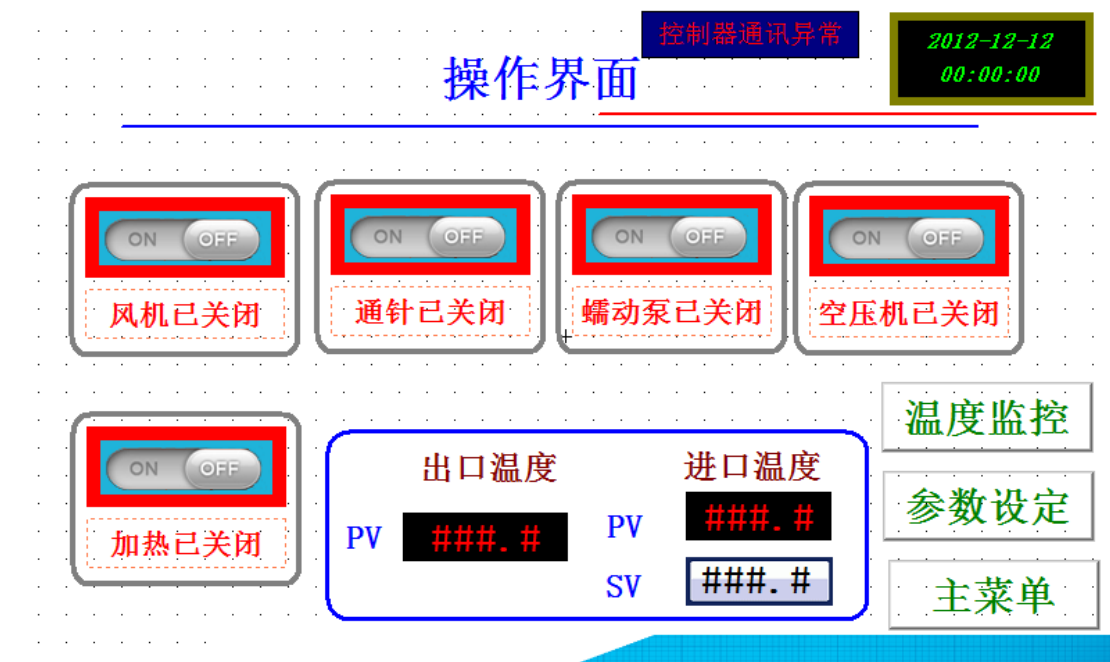 控制器通讯异常
2012-12-12
00:00:00
操作界面
ON OFF
ON OFF
ON OFF
ON OFF
风机已关闭
通针已关闭
蠕动泵已关闭
空压机已关闭
ON OFF
加热已关闭
出口温度
进口温度
PV ###.#
PV ###.#
SV ###.#
温度监控
参数设定
主菜单